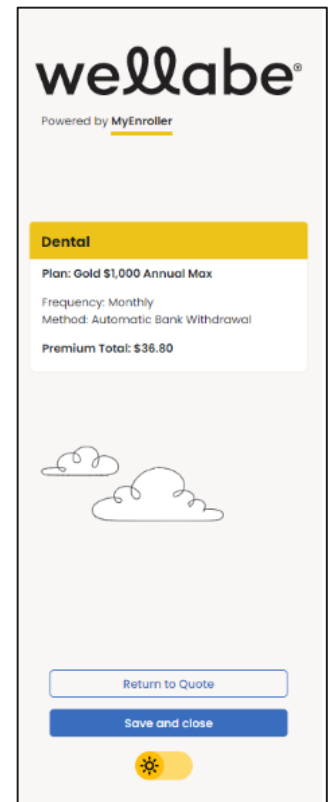 wellabe®
Powered by MyEnroller
Dental
Plan: Gold $1,000 Annual Max
Frequency: Monthly
Method: Automatic Bank Withdrawal
Premium Total: $36.80
Return to Quote
Save and close